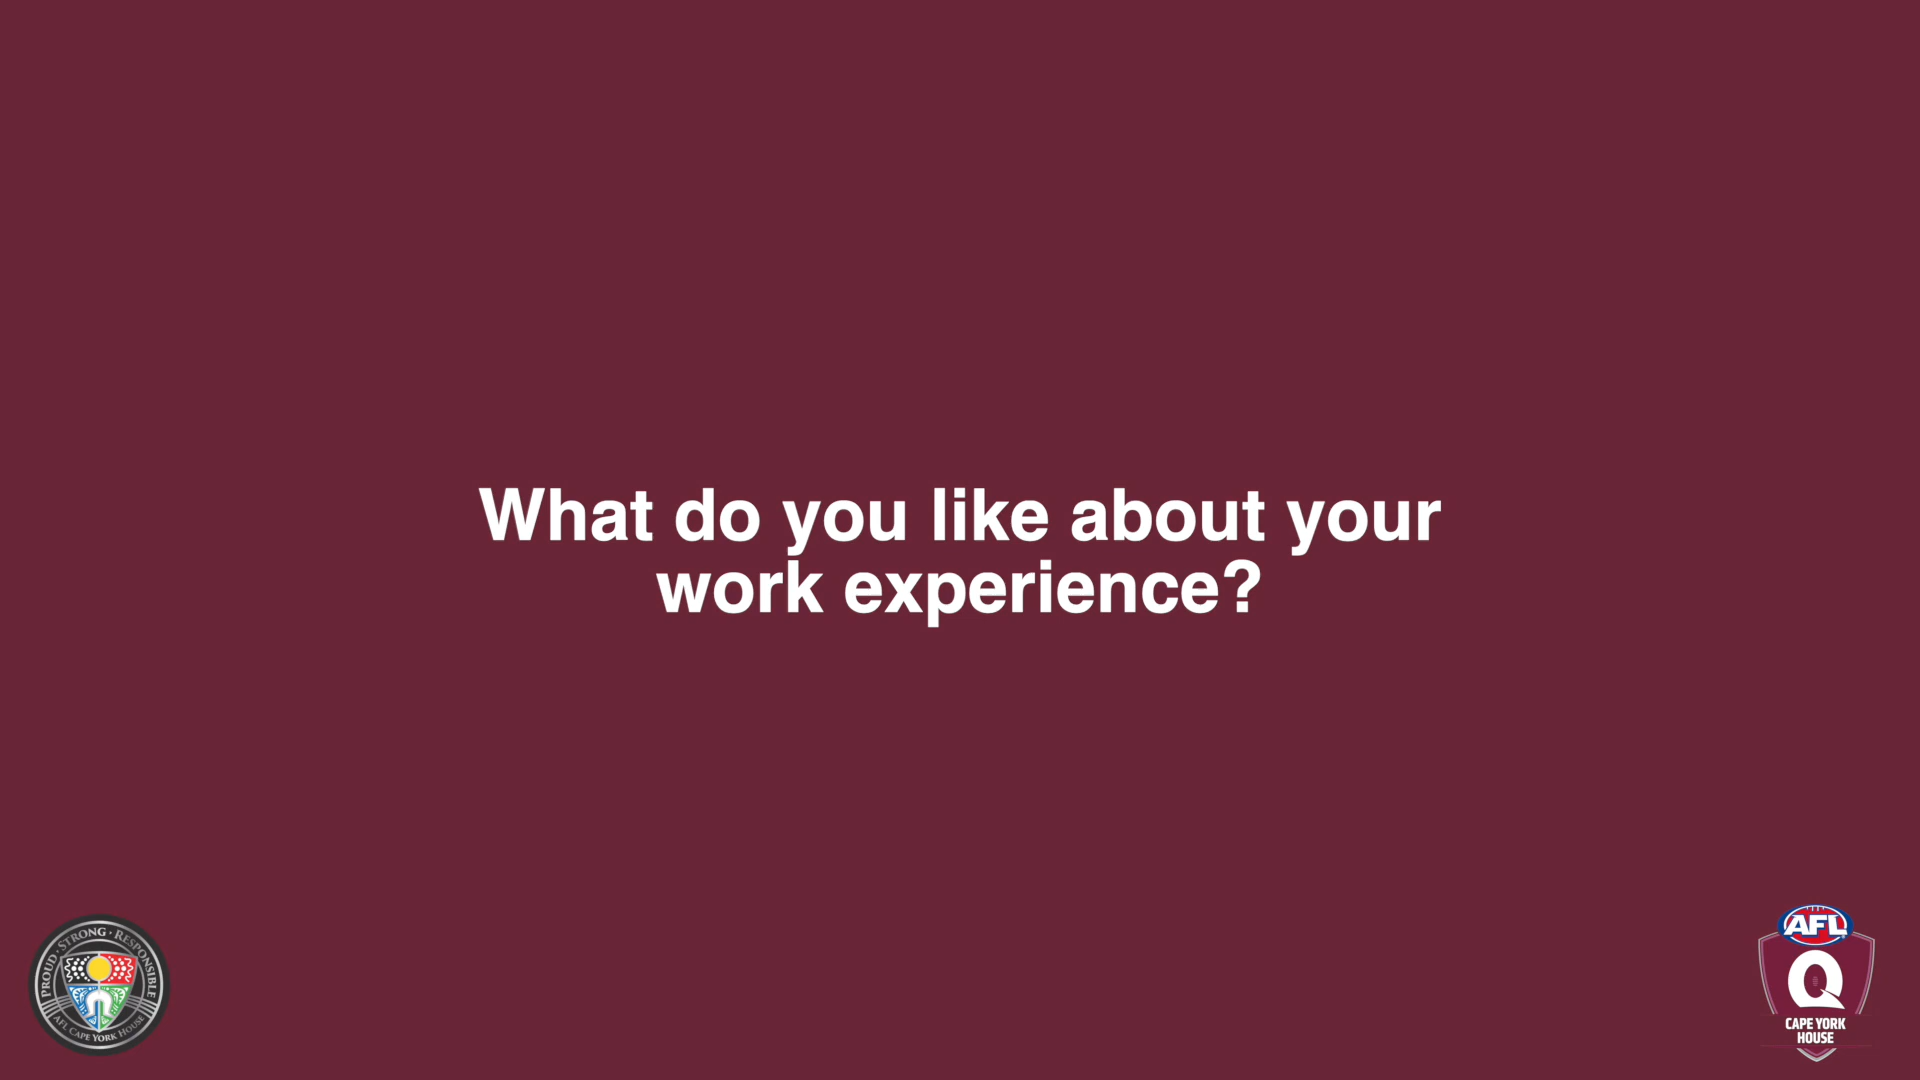 What do you like about your
work experience?
PROUD · STRONG · RESPONSIBLE
AFL CAPE YORK HOUSE
AFL
Q
CAPE YORK
HOUSE